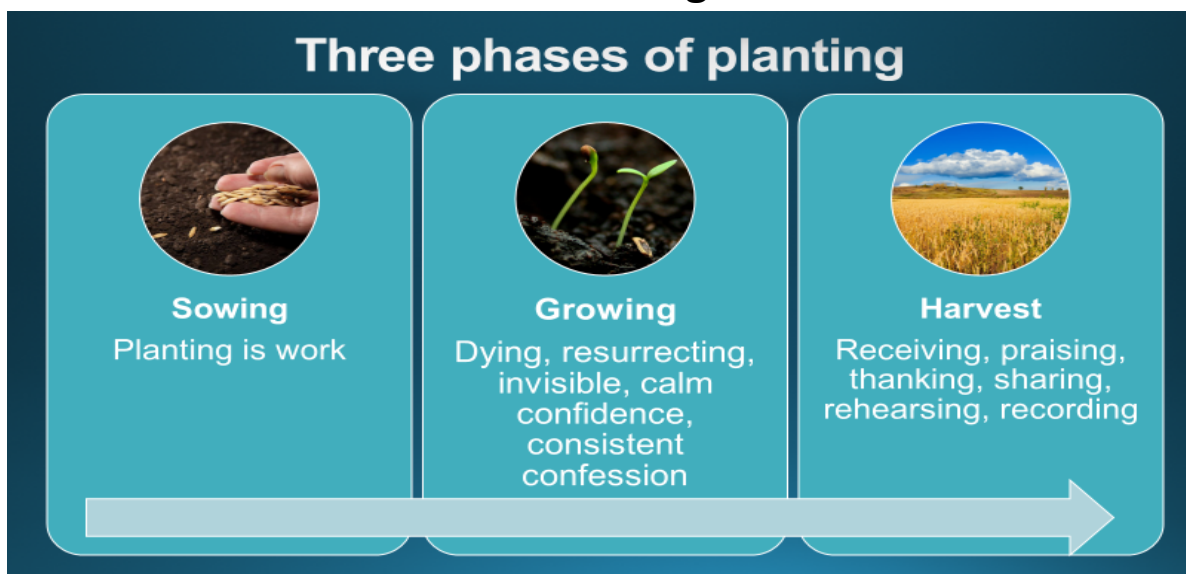 Three phases of planting
Sowing
Planting is work
Growing
Dying, resurrecting,
invisible, calm
confidence,
consistent
confession
Harvest
Receiving, praising,
thanking, sharing,
rehearsing, recording